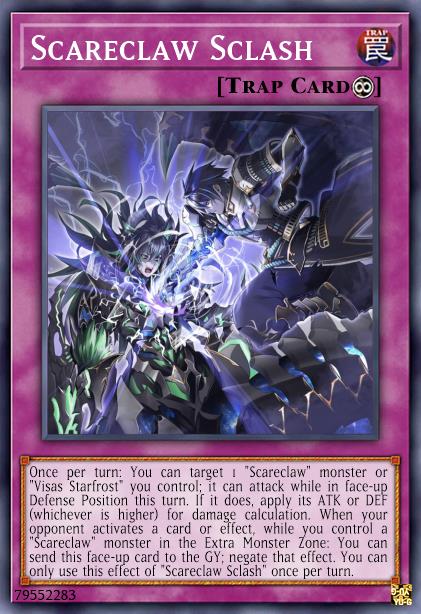 Scareclaw Sclash
TRAP
罠
[Trap Card]
Once per turn: You can target 1 "Scareclaw" monster or
"Visas Starfrost" you control; it can attack while in face-up
Defense Position this turn. If it does, apply its ATK or DEF
(whichever is higher) for damage calculation. When your
opponent activates a card or effect, while you control a
"Scareclaw" monster in the Extra Monster Zone: You can
send this face-up card to the GY; negate that effect. You can
only use this effect of "Scareclaw Sclash" once per turn.
79552283